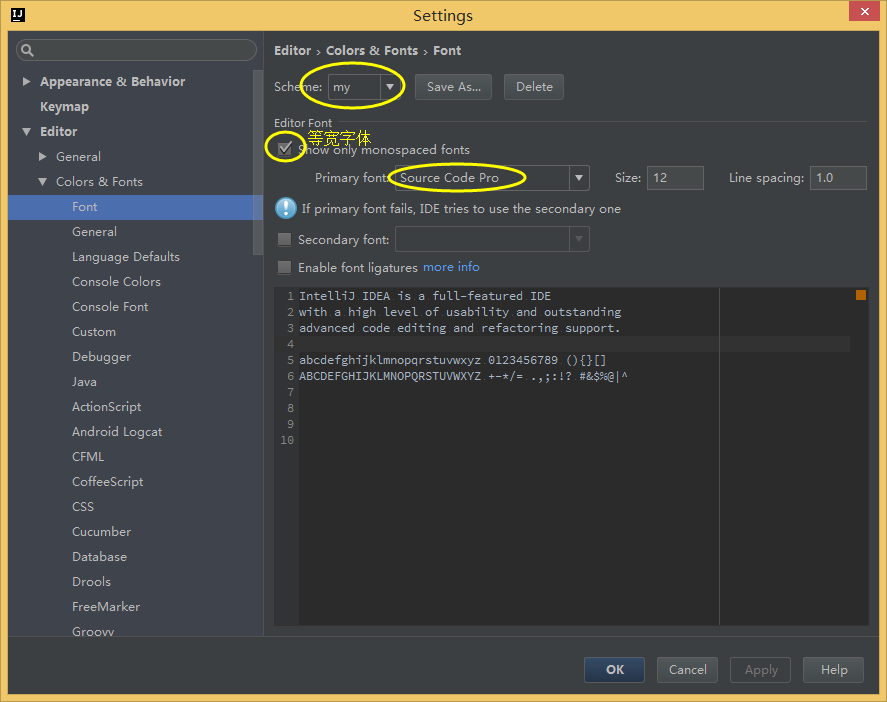 IJ
Settings
Editor › Colors & Fonts › Font
Appearance & Behavior
Keymap
Editor
General
Colors & Fonts
Font
General
Language Defaults
Console Colors
Console Font
Custom
Debugger
Java
ActionScript
Android Logcat
CFML
CoffeeScript
CSS
Cucumber
Database
Drools
FreeMarker
Groovy
Scheme: my Save As... Delete
Editor Font
等宽字体
Show only monospaced fonts
Primary font: Source Code Pro Size: 12 Line spacing: 1.0
If primary font fails, IDE tries to use the secondary one
Secondary font:
Enable font ligatures more info
1 IntelliJ IDEA is a full-featured IDE
2 with a high level of usability and outstanding
3 advanced code editing and refactoring support.
4
5 abcdefghijklmnopqrstuvwxyz 0123456789 (){}[]
6 ABCDEFGHIJKLMNOPQRSTUVWXYZ +-*/= .,;:!? #&$%@|^
7
8
9
10
OK Cancel Apply Help